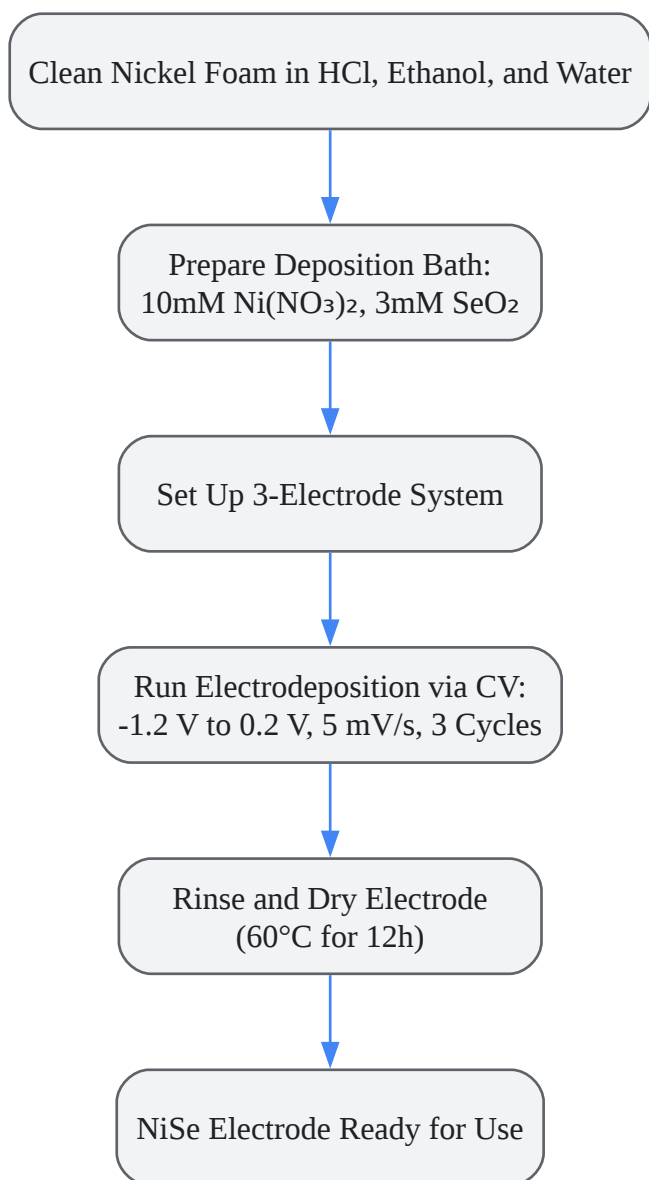 Clean Nickel Foam in HCl, Ethanol, and Water
Prepare Deposition Bath:
10mM Ni(NO₃)₂, 3mM SeO₂
Set Up 3-Electrode System
Run Electrodeposition via CV:
-1.2 V to 0.2 V, 5 mV/s, 3 Cycles
Rinse and Dry Electrode
(60°C for 12h)
NiSe Electrode Ready for Use